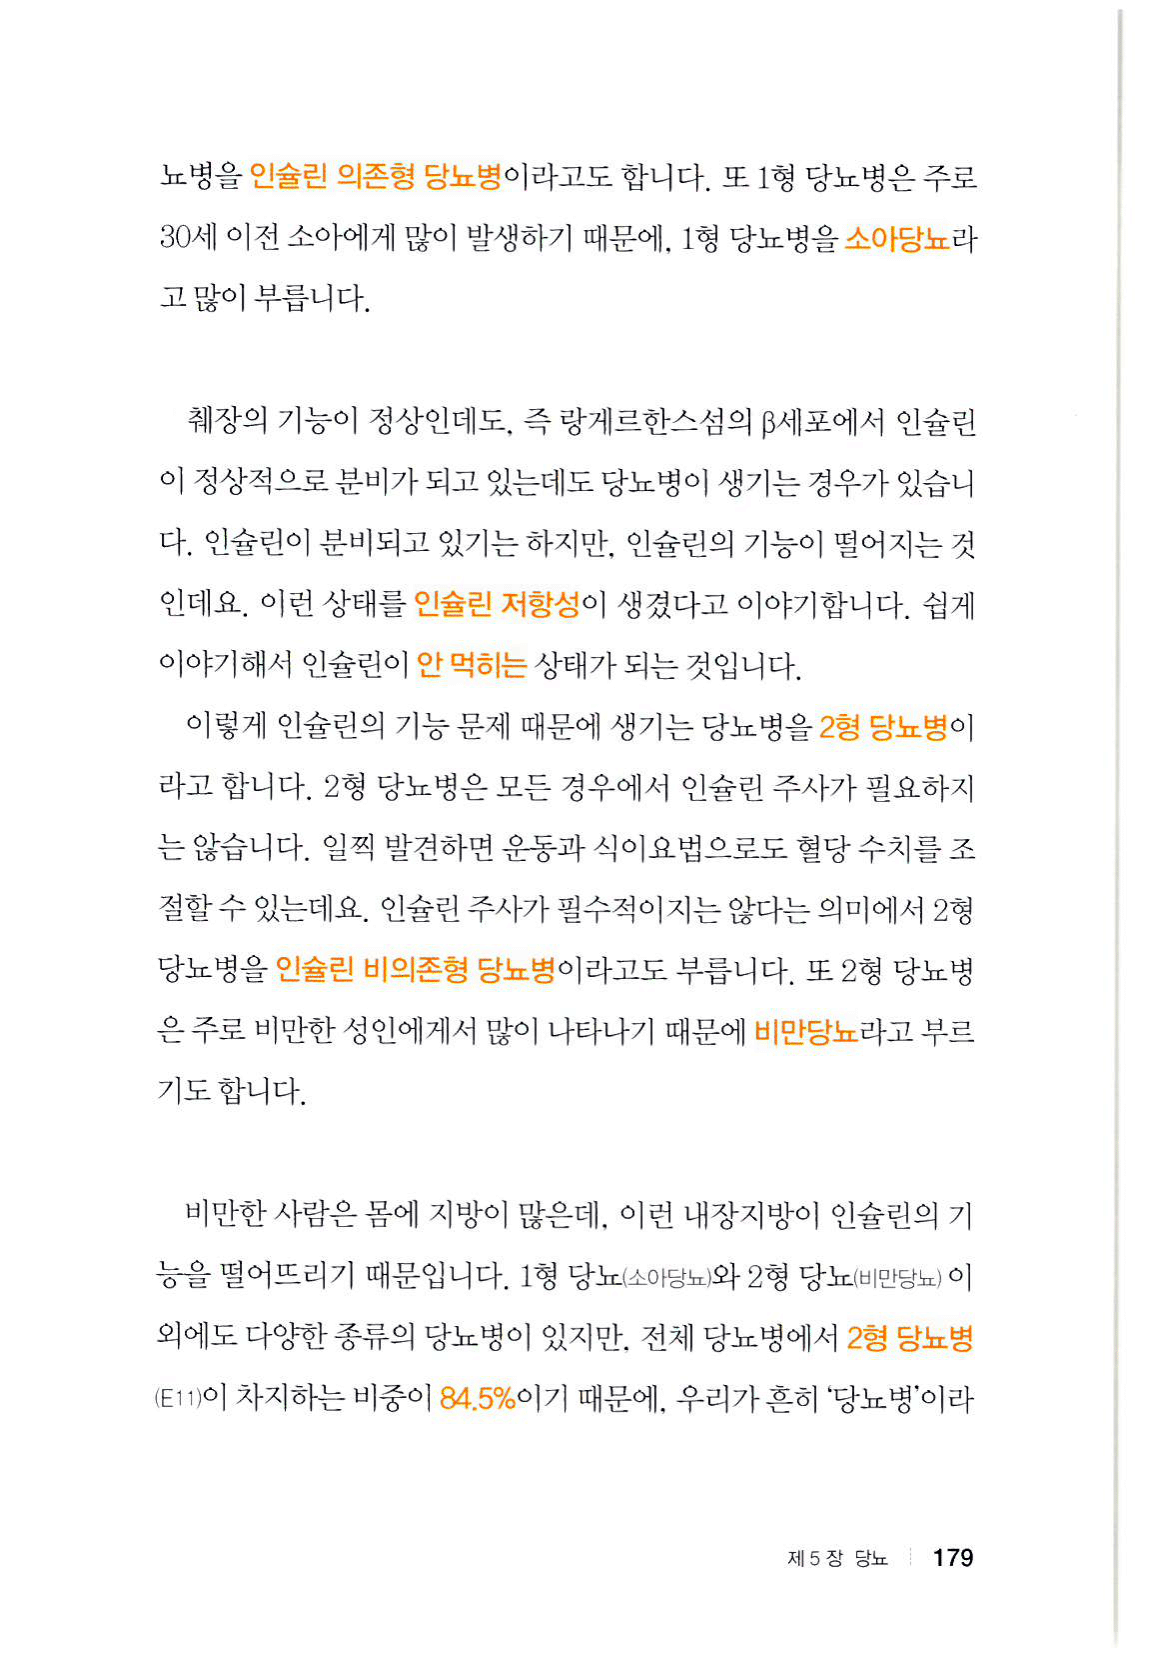 뇨병을 인슐린 의존형 당뇨병이라고도 합니다. 또 1형 당뇨병은 주로
30세 이전 소아에게 많이 발생하기 때문에, 1형 당뇨병을 소아당뇨라
고 많이 부릅니다.
췌장의 기능이 정상인데도, 즉 랑게르한스섬의 β세포에서 인슐린
이 정상적으로 분비가 되고 있는데도 당뇨병이 생기는 경우가 있습니
다. 인슐린이 분비되고 있기는 하지만, 인슐린의 기능이 떨어지는 것
인데요. 이런 상태를 인슐린 저항성이 생겼다고 이야기합니다. 쉽게
이야기해서 인슐린이 안 먹히는 상태가 되는 것입니다.
이렇게 인슐린의 기능 문제 때문에 생기는 당뇨병을 2형 당뇨병이
라고 합니다. 2형 당뇨병은 모든 경우에서 인슐린 주사가 필요하지
는 않습니다. 일찍 발견하면 운동과 식이요법으로도 혈당 수치를 조
절할 수 있는데요. 인슐린 주사가 필수적이지는 않다는 의미에서 2형
당뇨병을 인슐린 비의존형 당뇨병이라고도 부릅니다. 또 2형 당뇨병
은 주로 비만한 성인에게서 많이 나타나기 때문에 비만당뇨라고 부르
기도 합니다.
비만한 사람은 몸에 지방이 많은데, 이런 내장지방이 인슐린의 기
능을 떨어뜨리기 때문입니다. 1형 당뇨(소아당뇨)와 2형 당뇨(비만당뇨) 이
외에도 다양한 종류의 당뇨병이 있지만, 전체 당뇨병에서 2형 당뇨병
(E11)이 차지하는 비중이 84.5%이기 때문에, 우리가 흔히 '당뇨병'이라
제5장 당뇨 | 179